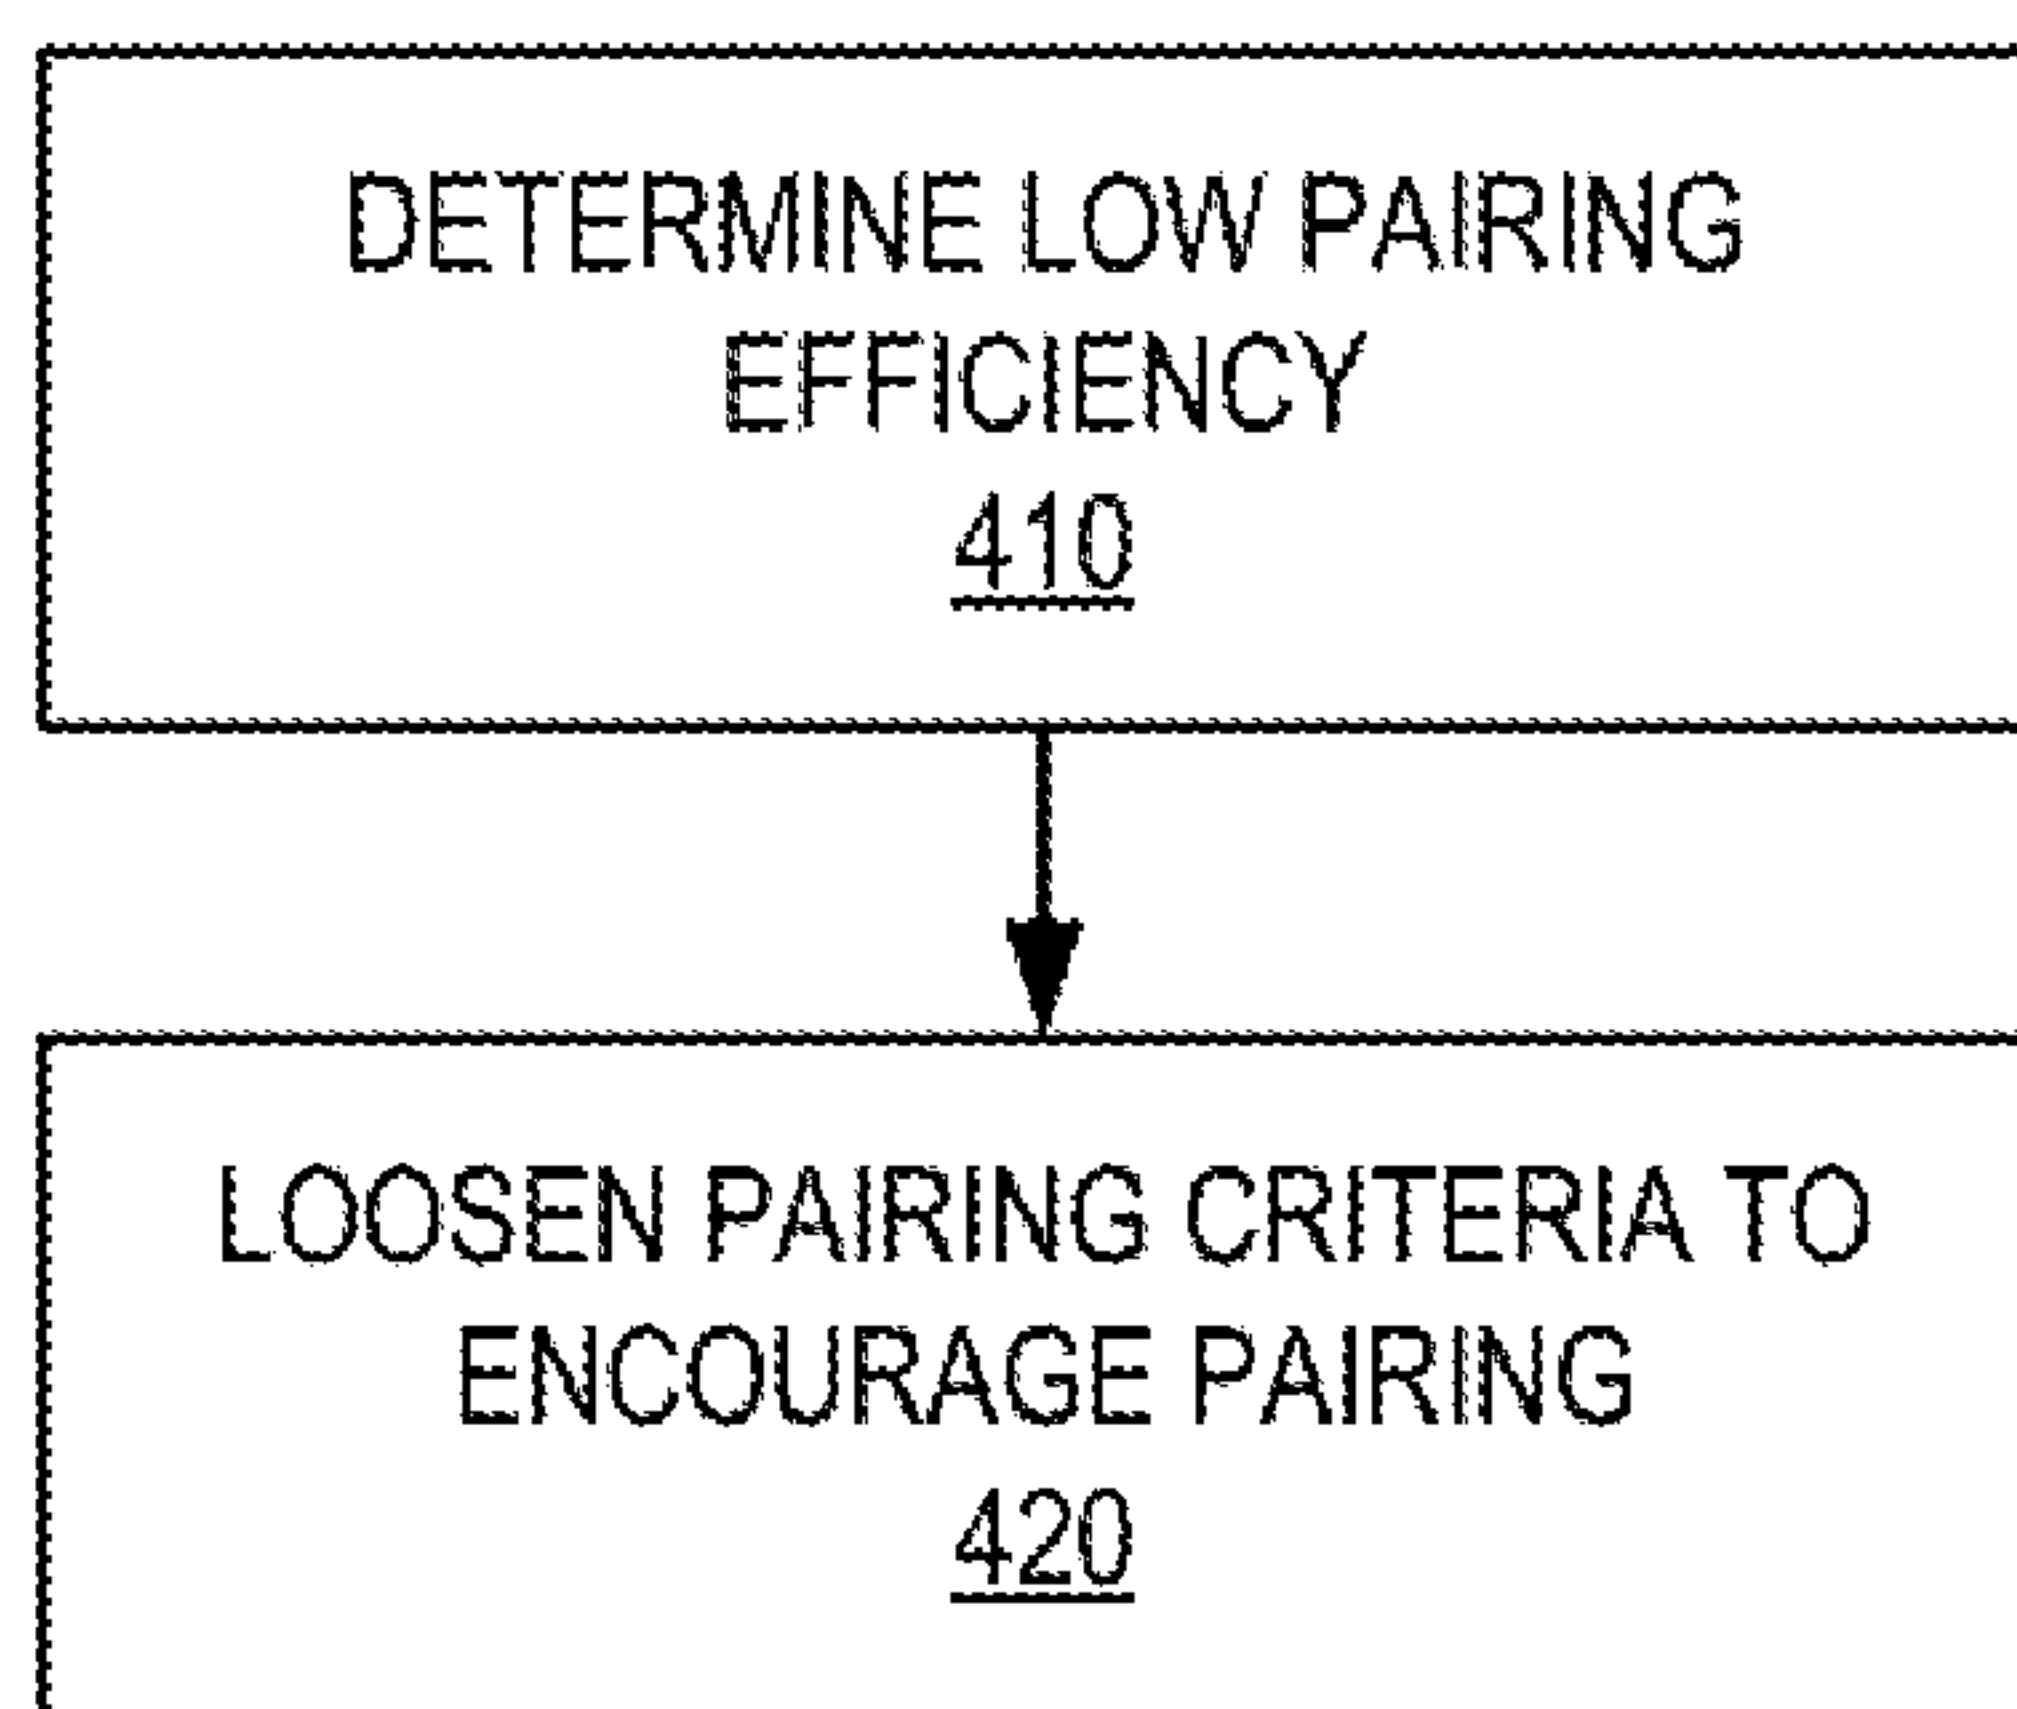 DETERMINE LOW PAIRING
EFFICIENCY
410
LOOSEN PAIRING CRITERIA TO
ENCOURAGE PAIRING
420